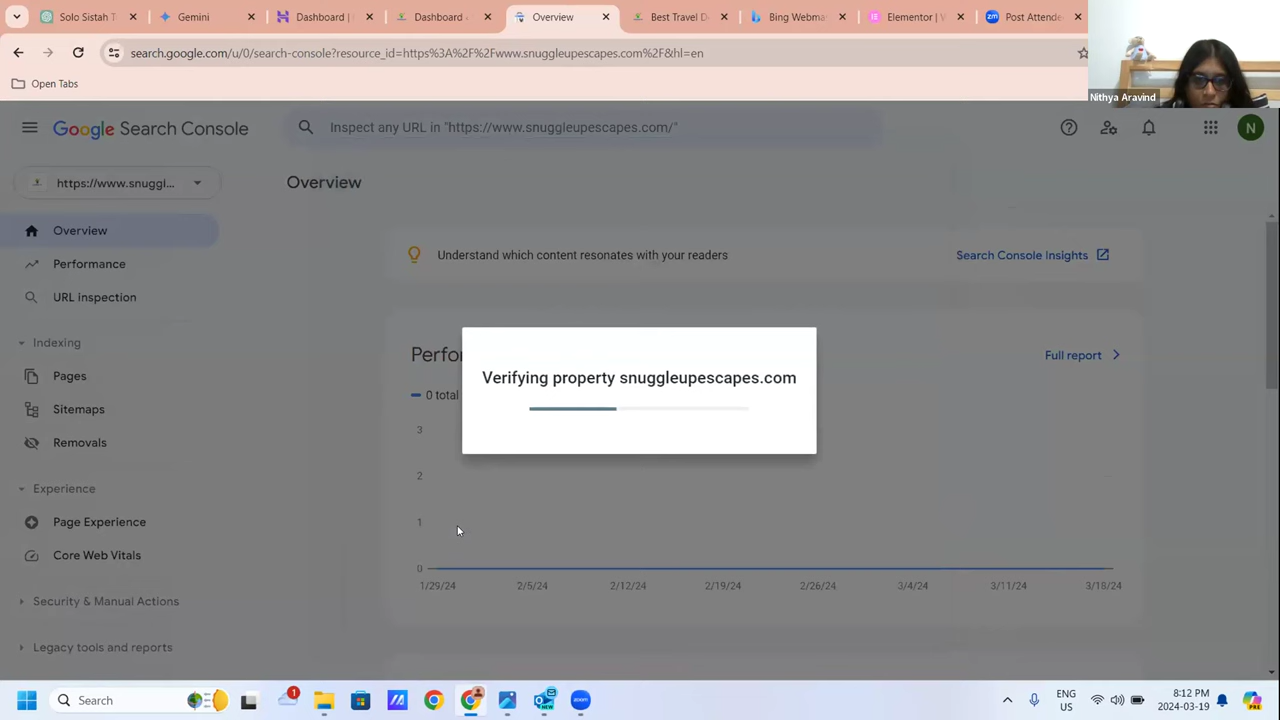 Solo Sistah T
Gemini
Dashboard |
Dashboard
Overview
Best Travel D
Bing Webma
Elementor | V
zm
Post Attende
search.google.com/u/0/search-console?resource_id=https%3A%2F%2Fwww.snuggleupescapes.com%2F&hl=en
Open Tabs
Nithya Aravind
Google Search Console
Inspect any URL in "https://www.snuggleupescapes.com/"
N
https://www.snuggl...
Overview
Overview
Understand which content resonates with your readers
Search Console Insights
Performance
URL inspection
Indexing
Perfo
Full report
Verifying property snuggleupescapes.com
Pages
0 total
Sitemaps
3
Removals
2
Experience
Page Experience
1
Core Web Vitals
0
1/29/24
2/5/24
2/12/24
2/19/24
2/26/24
3/4/24
3/11/24
3/18/24
Security & Manual Actions
Legacy tools and reports
Search
1
NEW
zoom
ENG
US
8:12 PM
2024-03-19
PRE